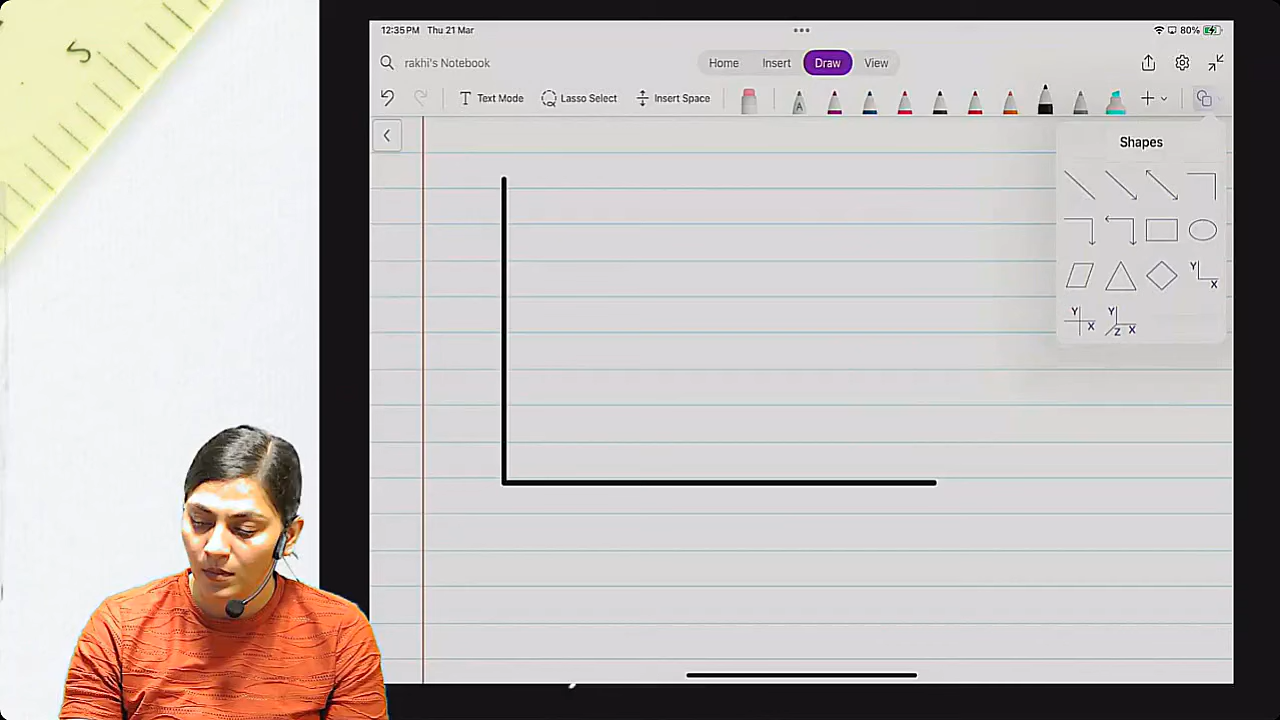 5
12:35 PM Thu 21 Mar
80%
rakhi's Notebook
Home Insert Draw View
Text Mode Lasso Select Insert Space
A
Shapes
Y X
Y X
Y Z X